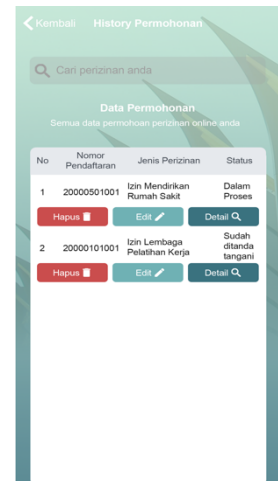 Kembali History Permohonan
Cari perizinan anda
Data Permohonan
Semua data permohoan perizinan online anda
No Nomor Pendaftaran Jenis Perizinan Status
1 20000501001 Izin Mendirikan Rumah Sakit Dalam Proses
Hapus Edit Detail
2 20000101001 Izin Lembaga Pelatihan Kerja Sudah ditanda tangani
Hapus Edit Detail